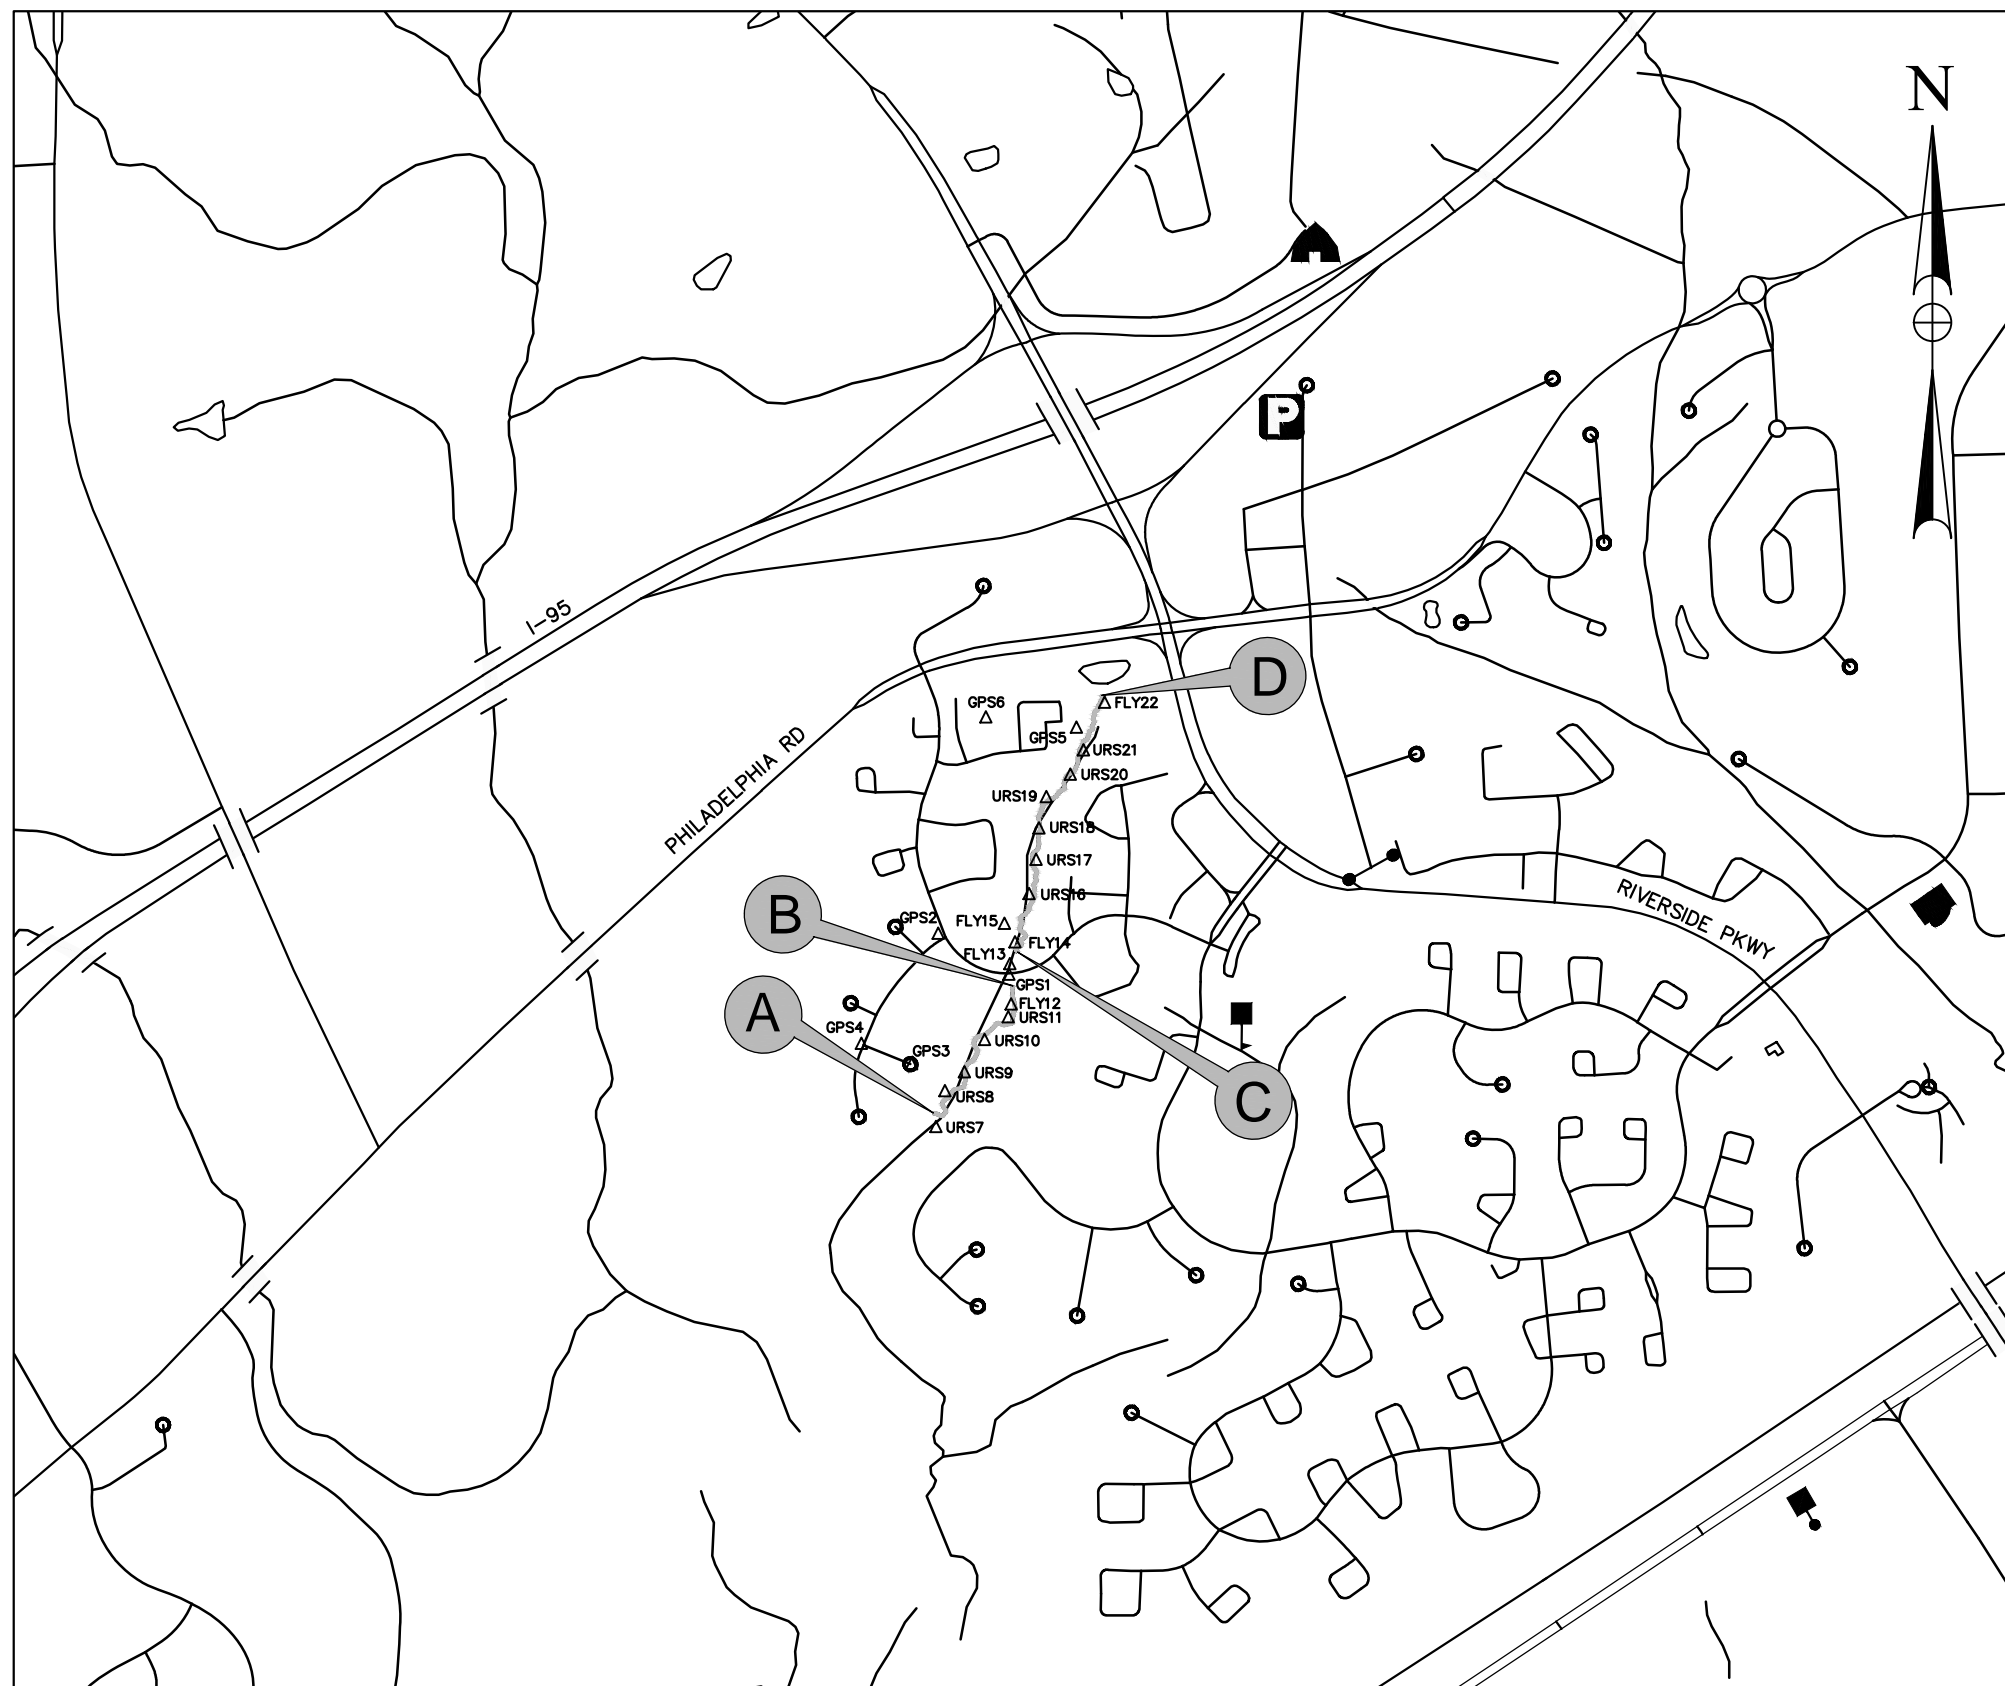 N
P
I-95
D
GPS6
FLY22
GPS5
URS21
PHILADELPHIA RD
URS20
URS19
URS18
URS17
B
URS16
RIVERSIDE PKWY
GPS2
FLY15
FLY14
FLY13
GPS1
A
FLY12
URS11
GPS4
URS10
GPS3
URS9
C
URS8
URS7